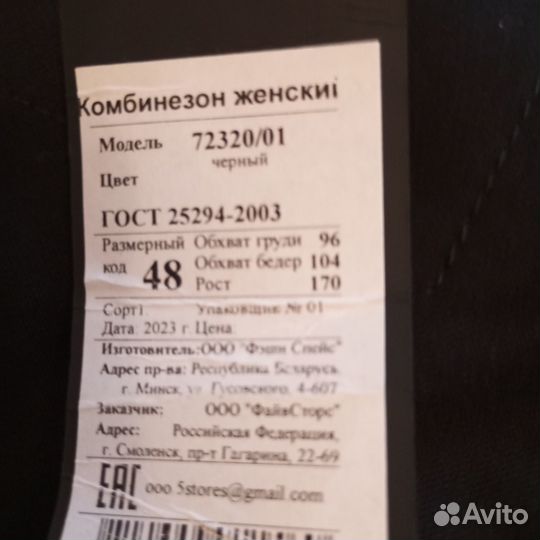 Комбинезон женский
Модель 72320/01
черный
Цвет
ГОСТ 25294-2003
Размерный Обхват груди 96
код 48 Обхват бедер 104
Рост 170
Сорт1 Упаковщик № 01
Дата: 2023 г. Цена:
Изготовитель: ООО "Фэшн Спейс"
Адрес пр-ва: Республика Беларусь,
г. Минск, ул Гусовского, 4-607
Заказчик: ООО "ФайвСторс"
Адрес: Российская Федерация,
г. Смоленск, пр-т Гагарина, 22-69
EAC ооо 5stores@gmail.com
Avito